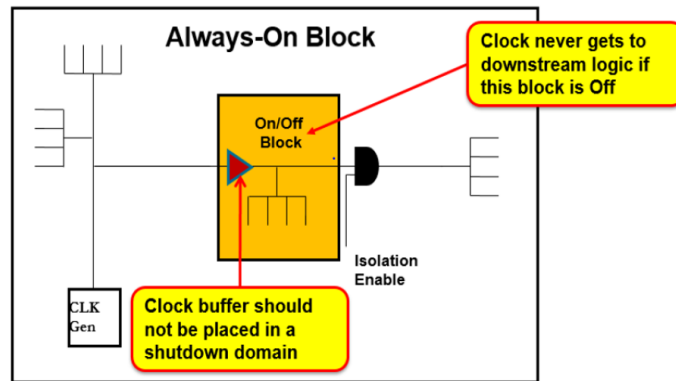 Always-On Block
Clock never gets to
downstream logic if
this block is Off
On/Off
Block
Isolation
Enable
CLK
Gen
Clock buffer should
not be placed in a
shutdown domain